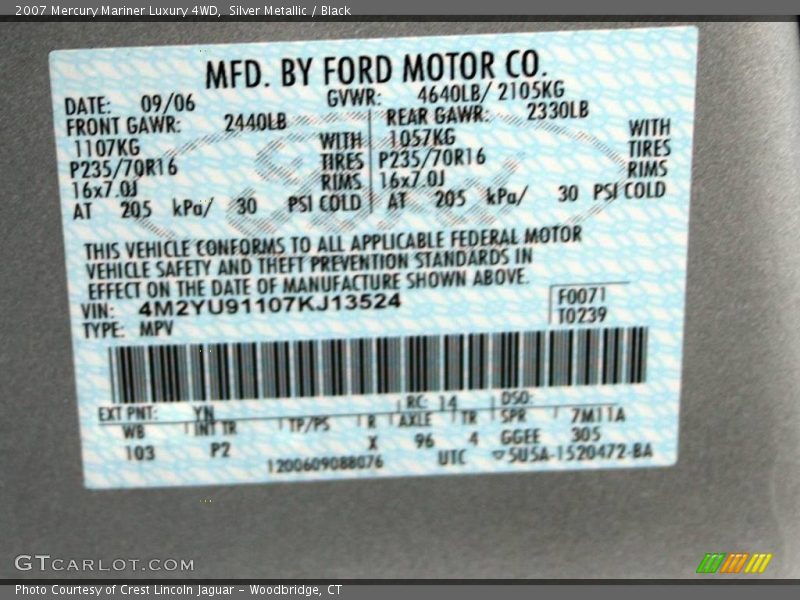 2007 Mercury Mariner Luxury 4WD,  Silver Metallic / Black
MFD. BY FORD MOTOR CO.
DATE: 09/06 GVWR: 4640LB/ 2105KG
FRONT GAWR: 2440LB REAR GAWR: 2330LB
1107KG WITH 1057KG WITH
P235/70R16 TIRES P235/70R16 TIRES
16x7.0J RIMS 16x7.0J RIMS
AT 205 kPa/ 30 PSI COLD AT 205 kPa/ 30 PSI COLD
THIS VEHICLE CONFORMS TO ALL APPLICABLE FEDERAL MOTOR
VEHICLE SAFETY AND THEFT PREVENTION STANDARDS IN
EFFECT ON THE DATE OF MANUFACTURE SHOWN ABOVE.
VIN: 4M2YU91107KJ13524 F0071
TYPE: MPV T0239
EXT PNT: YN RC: 14 DSO:
WB INT TR TP/PS R AXLE TR SPR 7M11A
103 P2 X 96 4 GGEE 305
1200609088076 UTC 5U5A-1520472-BA
GTCARLOT.COM
Photo Courtesy of Crest Lincoln Jaguar - Woodbridge, CT